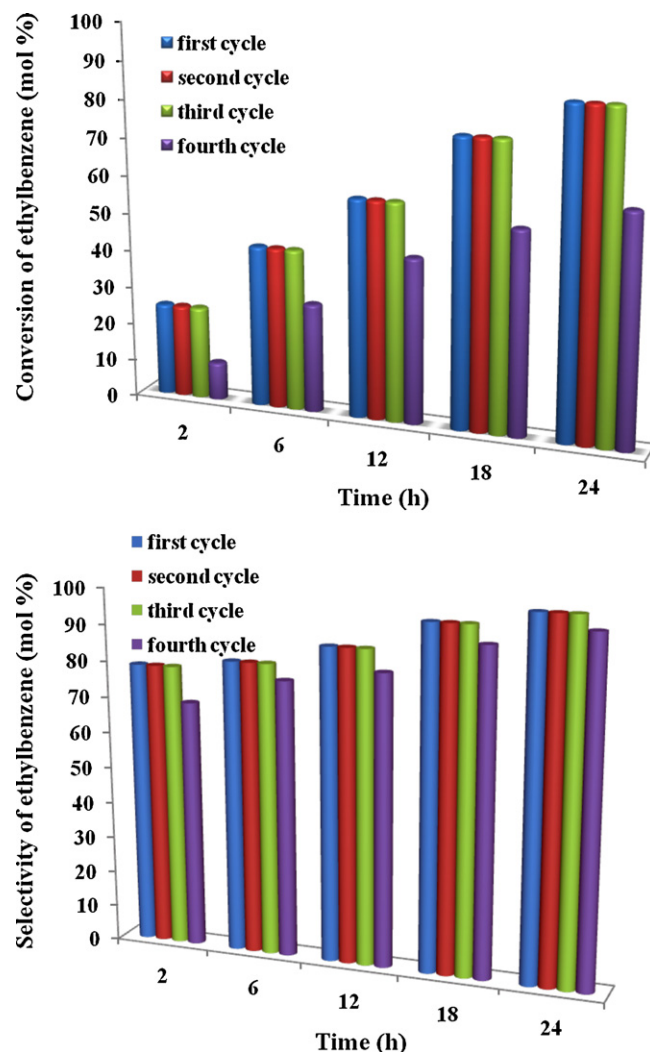 Conversion of ethylbenzene (mol %)
100
90
80
70
60
50
40
30
20
10
0
first cycle
second cycle
third cycle
fourth cycle
2
6
12
18
24
Time (h)
Selectivity of ethylbenzene (mol %)
first cycle
second cycle
third cycle
fourth cycle
100
90
80
70
60
50
40
30
20
10
0
2
6
12
18
24
Time (h)